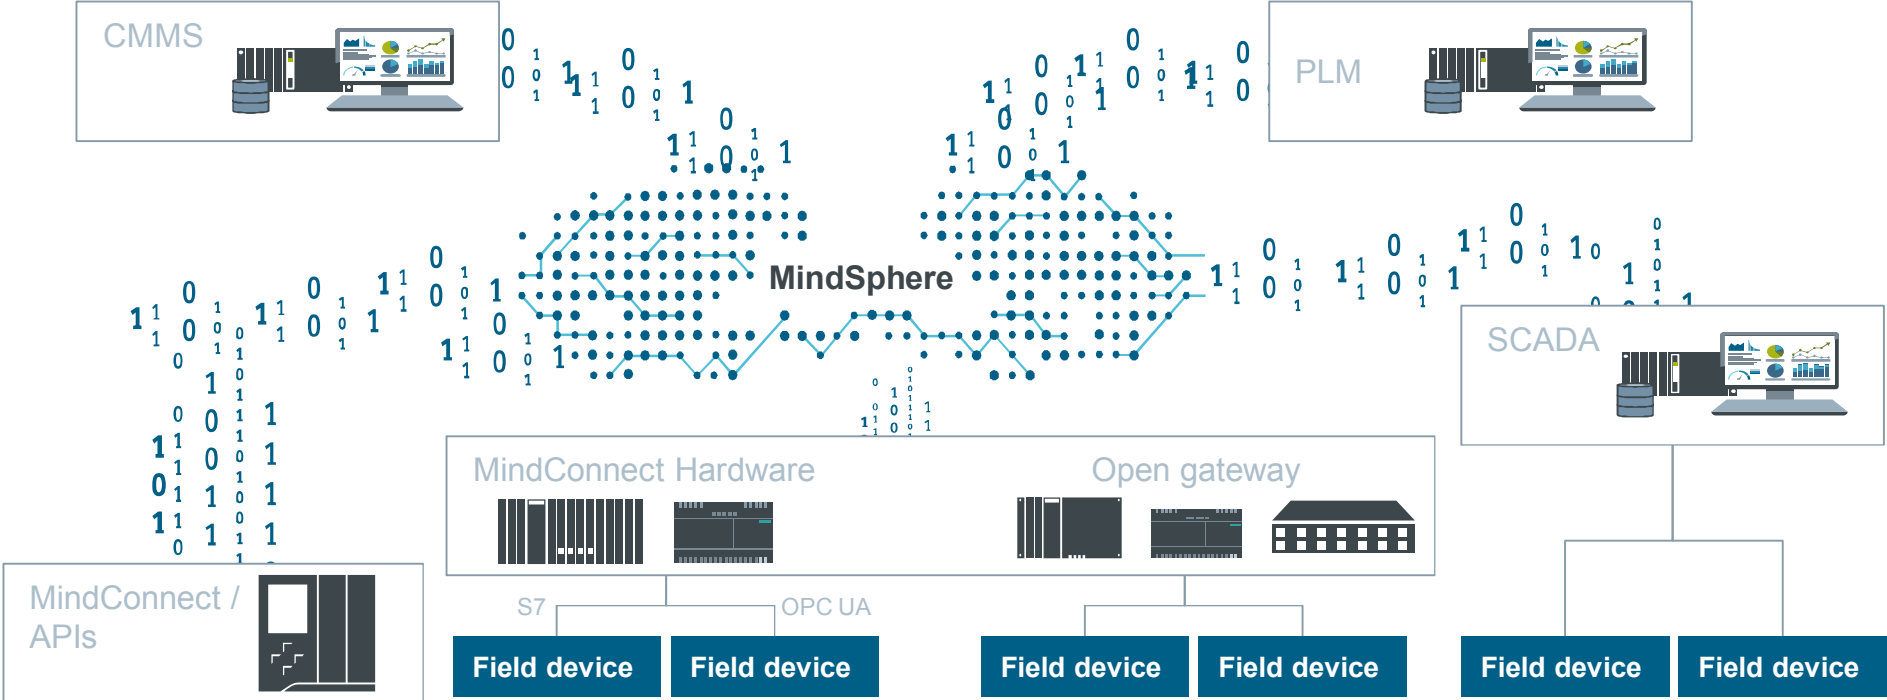 CMMS
PLM
MindSphere
SCADA
MindConnect Hardware
Open gateway
MindConnect /
APIs
S7
OPC UA
Field device
Field device
Field device
Field device
Field device
Field device